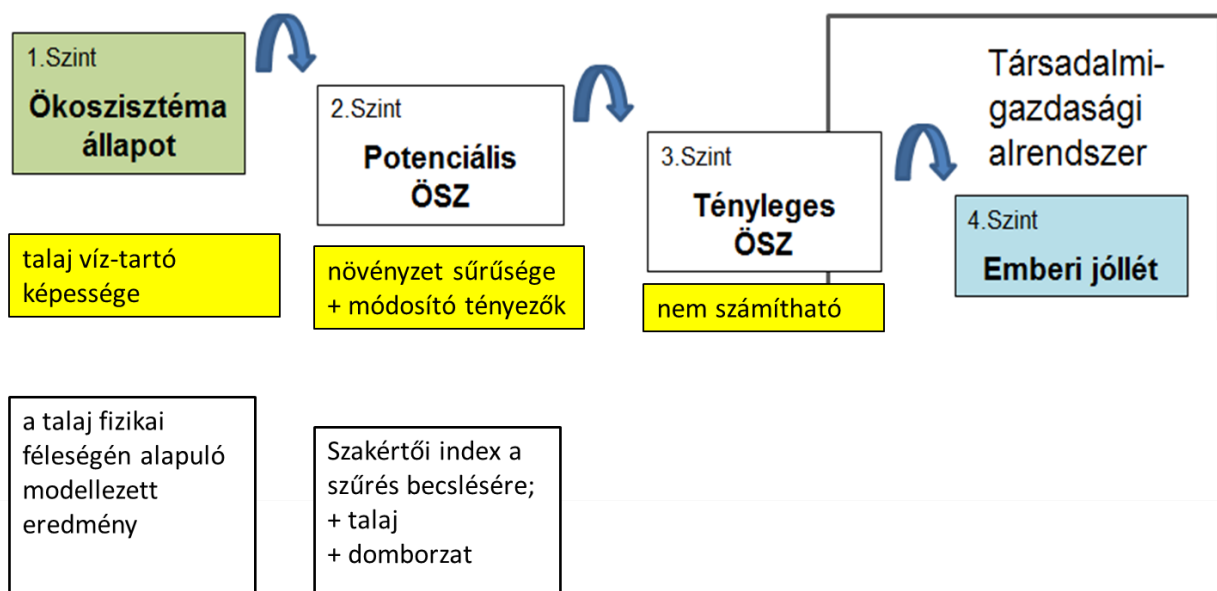 1.Szint
Ökoszisztéma
állapot
2.Szint
Potenciális
ÖSZ
3.Szint
Tényleges
ÖSZ
Társadalmi-
gazdasági
alrendszer
4.Szint
Emberi jóllét
talaj víz-tartó
képessége
növényzet sűrűsége
+ módosító tényezők
nem számítható
a talaj fizikai
féleségén alapuló
modellezett
eredmény
Szakértői index a
szűrés becslésére;
+ talaj
+ domborzat